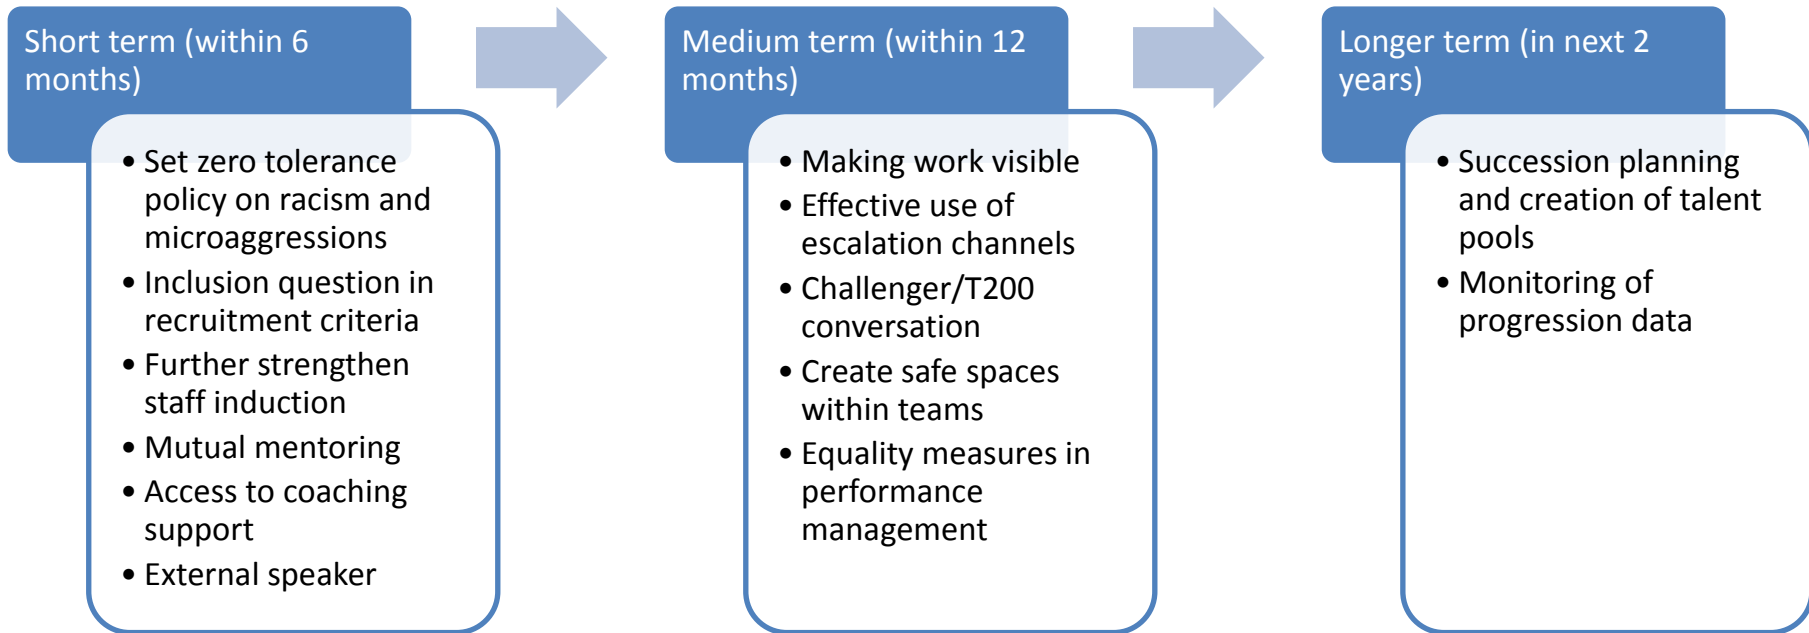 Short term (within 6
months)
• Set zero tolerance
policy on racism and
microaggressions
• Inclusion question in
recruitment criteria
• Further strengthen
staff induction
• Mutual mentoring
• Access to coaching
support
• External speaker
Medium term (within 12
months)
• Making work visible
• Effective use of
escalation channels
• Challenger/T200
conversation
• Create safe spaces
within teams
• Equality measures in
performance
management
Longer term (in next 2
years)
• Succession planning
and creation of talent
pools
• Monitoring of
progression data